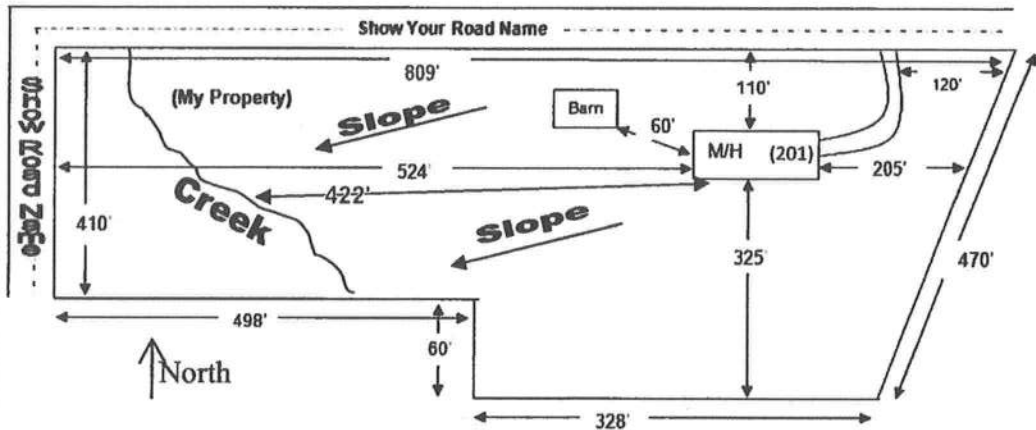 Show Your Road Name
809'
110'
120'
(My Property)
Slope
Barn
60'
M/H (201)
Show Road Name
524'
205'
422'
Creek
410'
Slope
325'
470'
498'
60'
North
328'